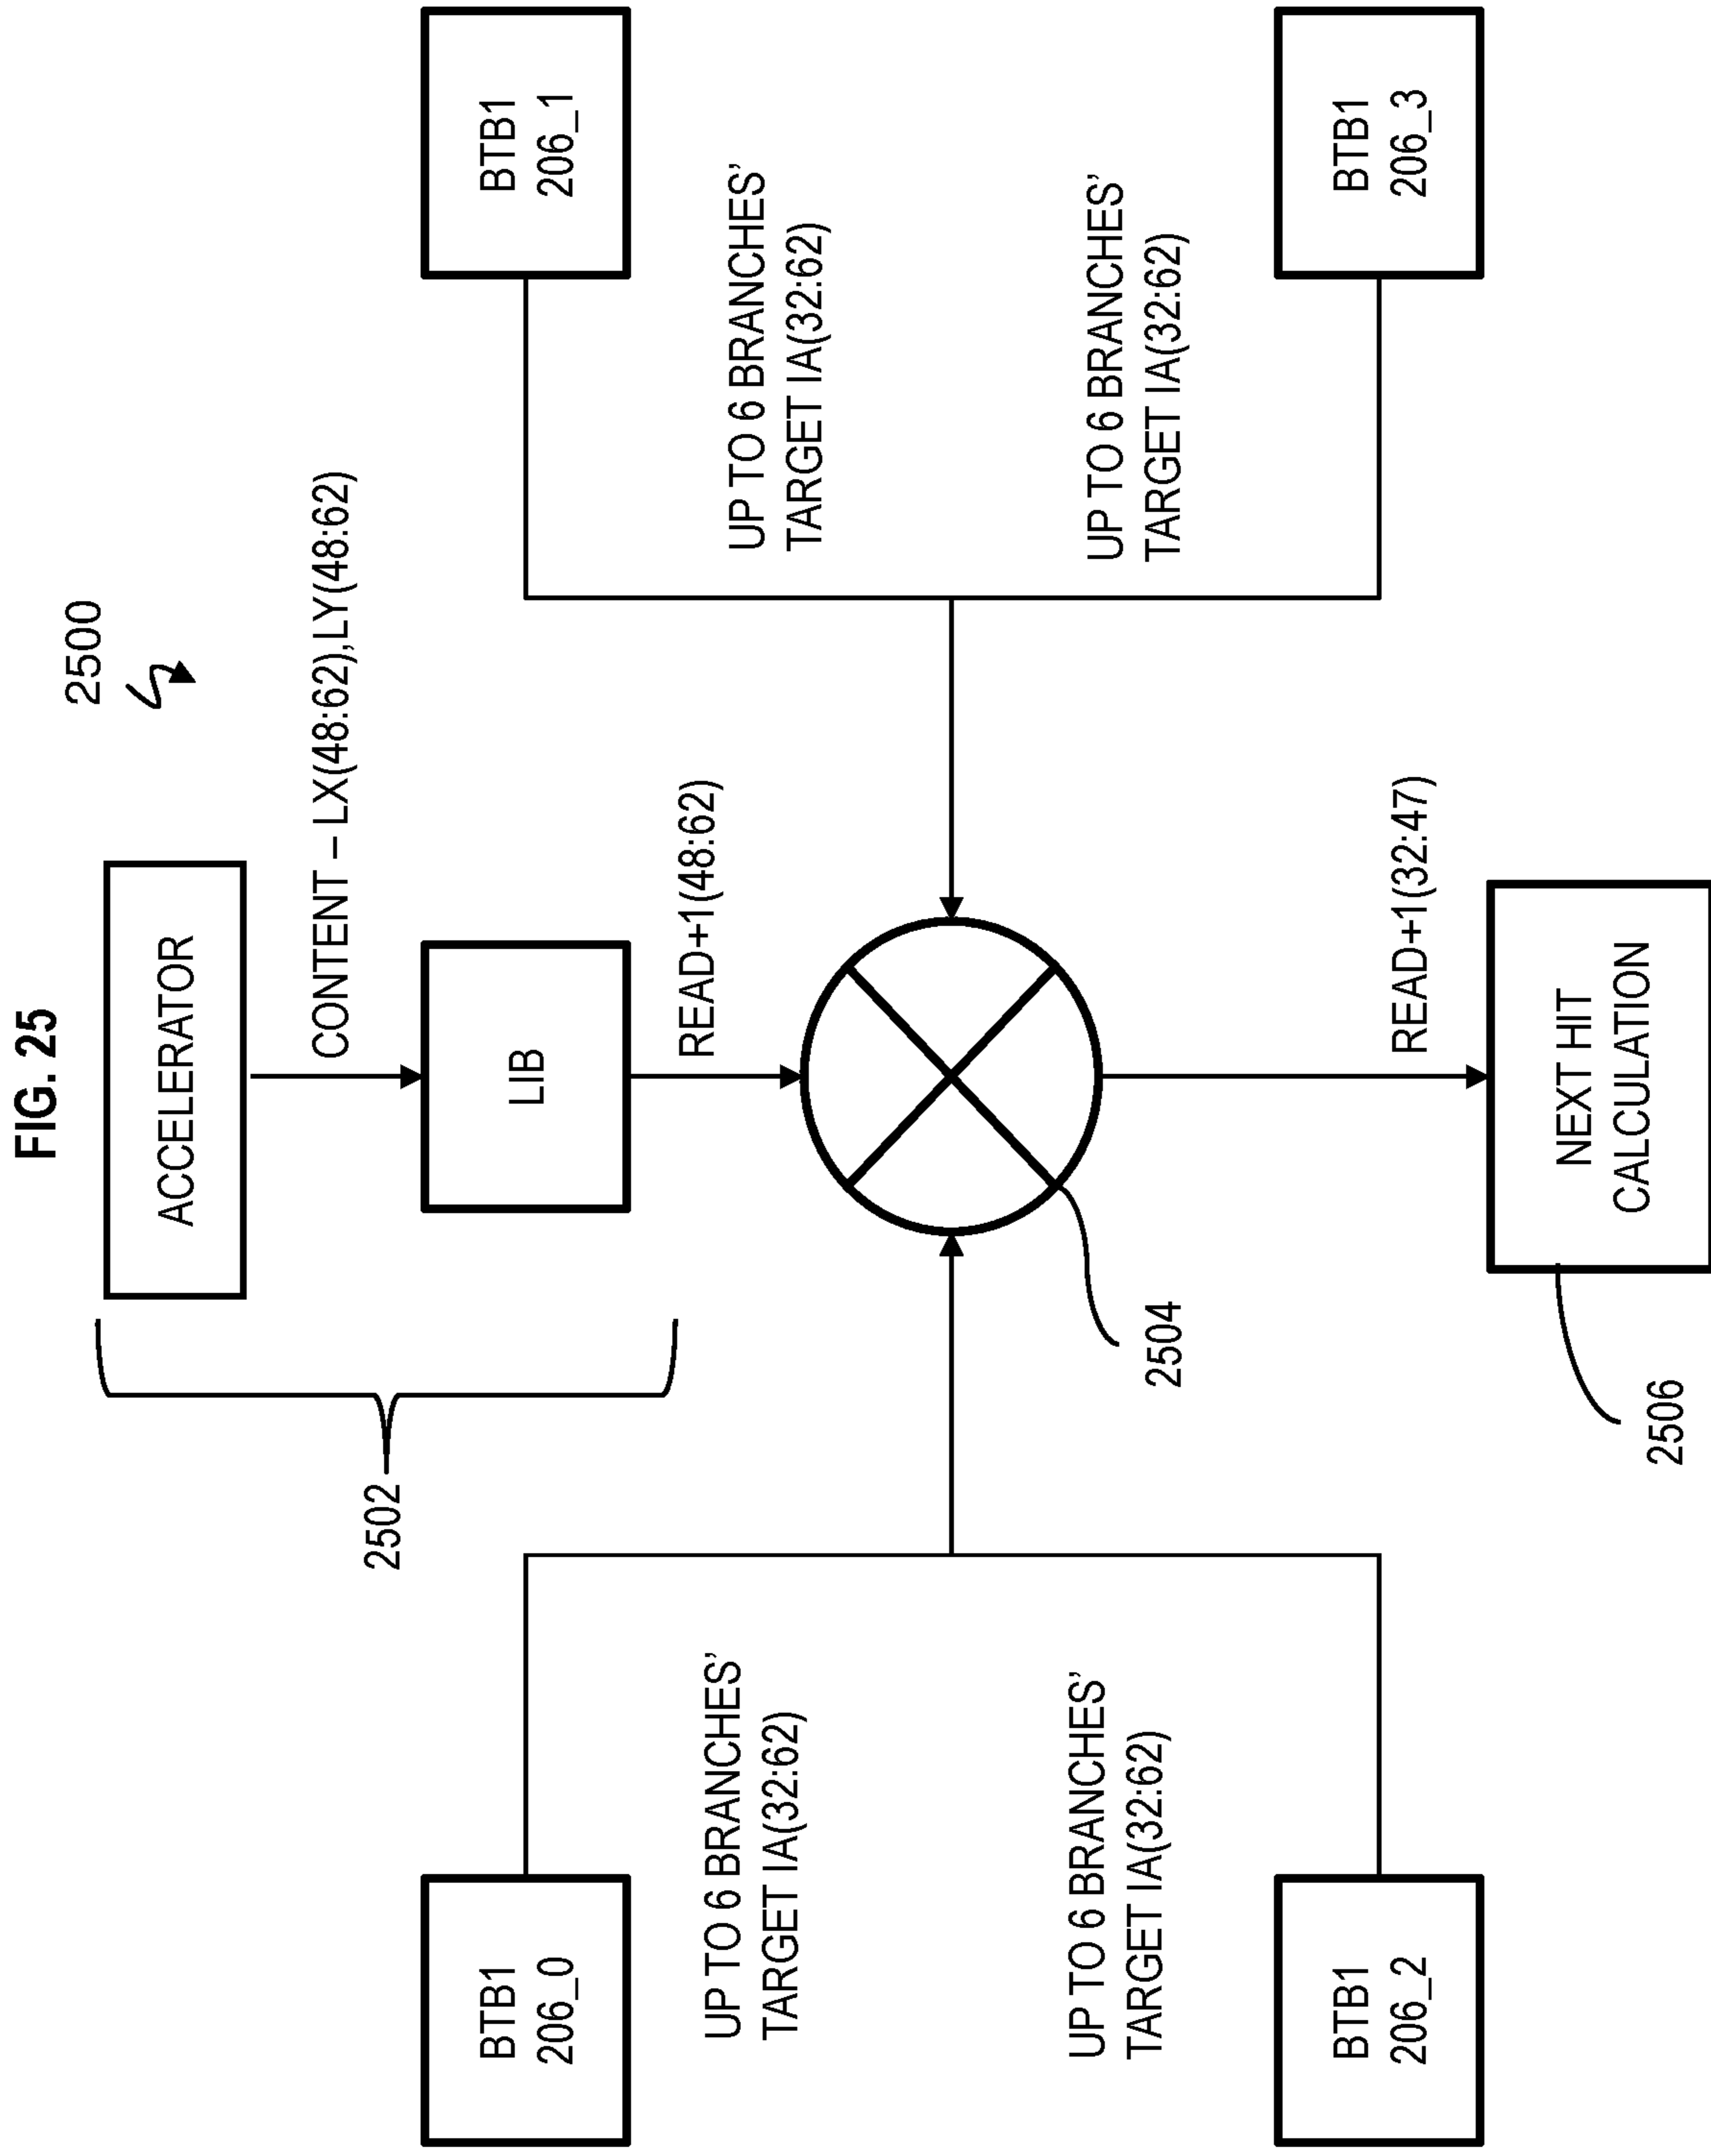 FIG. 25
2500
ACCELERATOR
CONTENT – LX(48:62),LY(48:62)
2502
LIB
READ+1(48:62)
BTB1
206_0
BTB1
206_1
UP TO 6 BRANCHES'
TARGET IA(32:62)
UP TO 6 BRANCHES'
TARGET IA(32:62)
UP TO 6 BRANCHES'
TARGET IA(32:62)
UP TO 6 BRANCHES'
TARGET IA(32:62)
2504
BTB1
206_2
BTB1
206_3
READ+1(32:47)
NEXT HIT
CALCULATION
2506